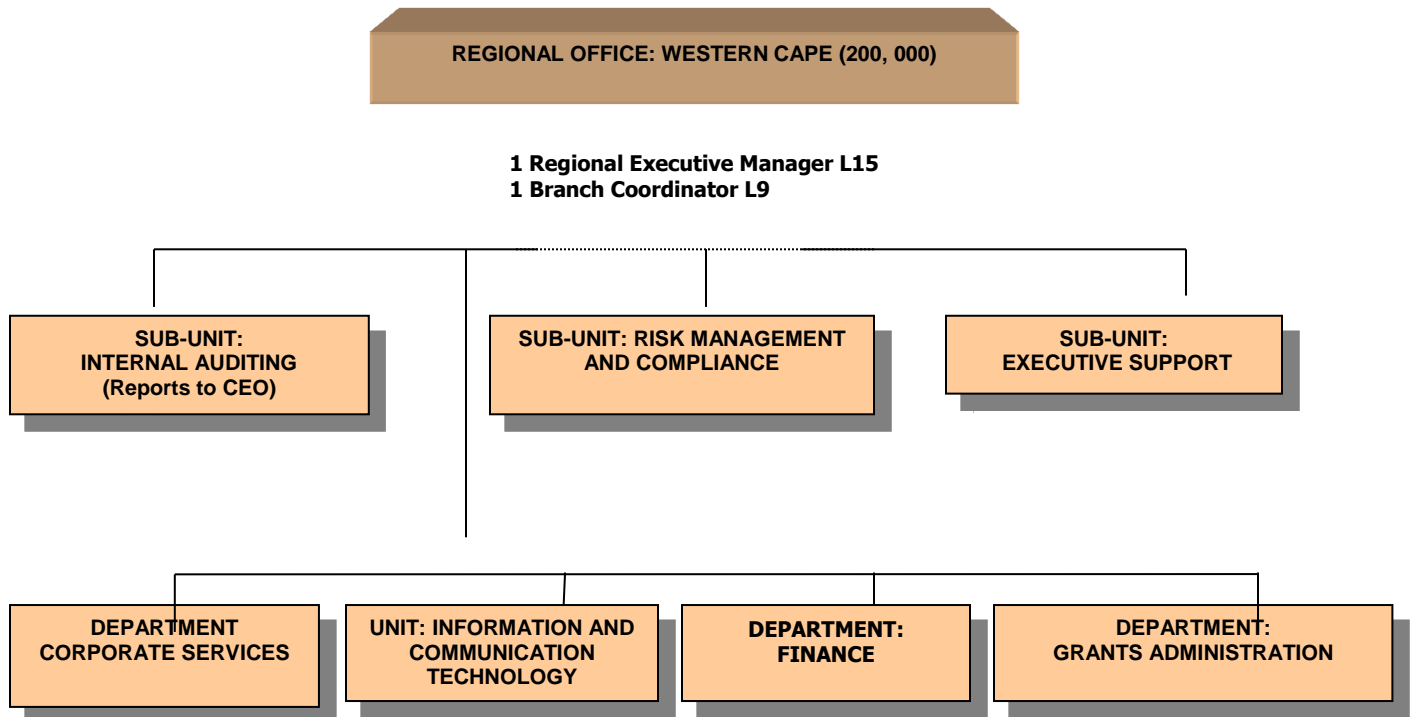 REGIONAL OFFICE: WESTERN CAPE (200, 000)
1 Regional Executive Manager L15
1 Branch Coordinator L9
SUB-UNIT:
INTERNAL AUDITING
(Reports to CEO)
SUB-UNIT: RISK MANAGEMENT
AND COMPLIANCE
SUB-UNIT:
EXECUTIVE SUPPORT
DEPARTMENT
CORPORATE SERVICES
UNIT: INFORMATION AND
COMMUNICATION
TECHNOLOGY
DEPARTMENT:
FINANCE
DEPARTMENT:
GRANTS ADMINISTRATION